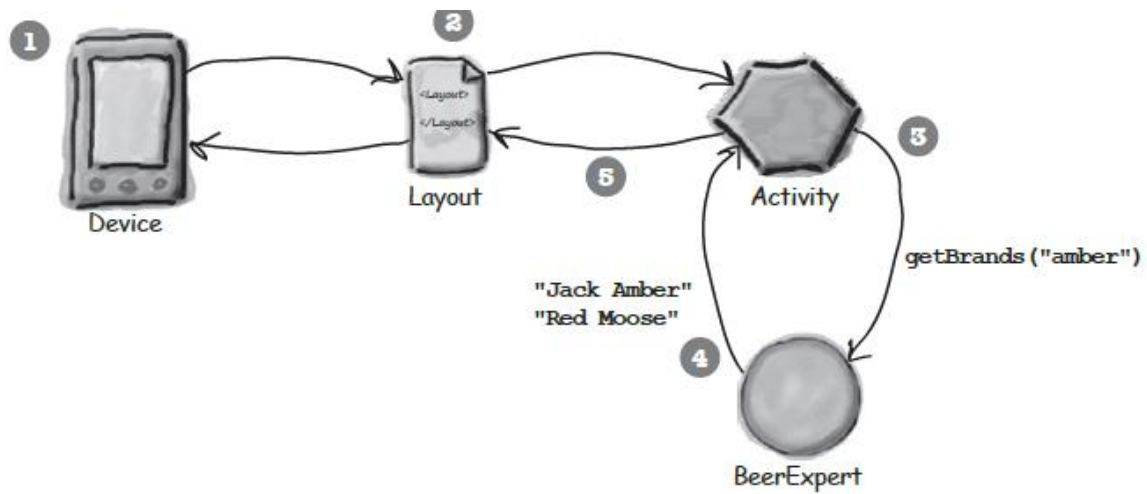 1
2
<Layout>
</Layout>
3
5
Device
Layout
Activity
getBrands("amber")
"Jack Amber"
"Red Moose"
4
BeerExpert